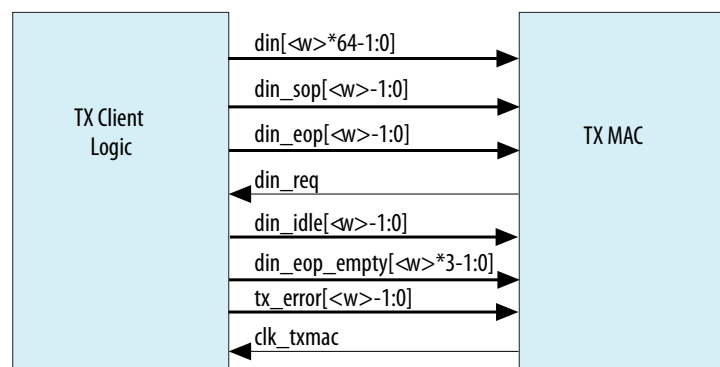 din[<w>*64-1:0]
din_sop[<w>-1:0]
TX Client
Logic
din_eop[<w>-1:0]
TX MAC
din_req
din_idle[<w>-1:0]
din_eop_empty[<w>*3-1:0]
tx_error[<w>-1:0]
clk_txmac